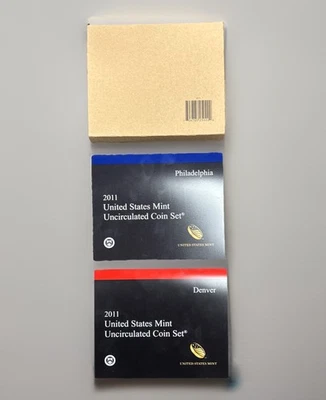 Philadelphia
2011
United States Mint
Uncirculated Coin Set®
UNITED STATES MINT
Denver
2011
United States Mint
Uncirculated Coin Set®
UNITED STATES MINT